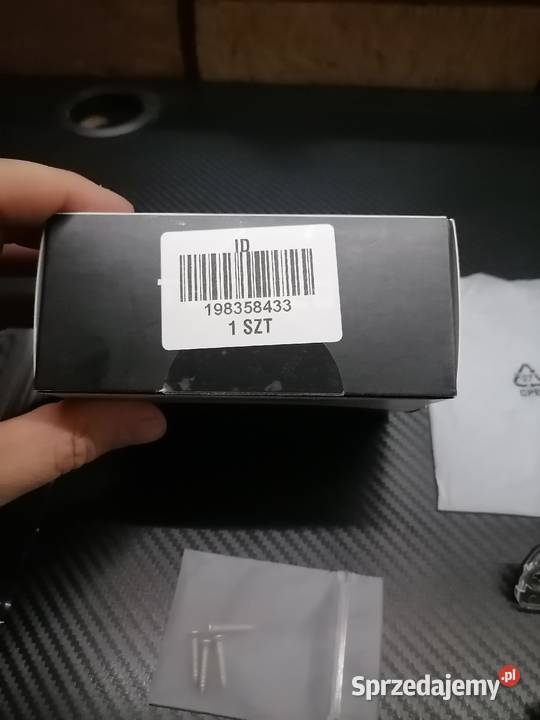 ID
198358433
1 SZT
Sprzedajemy.pl